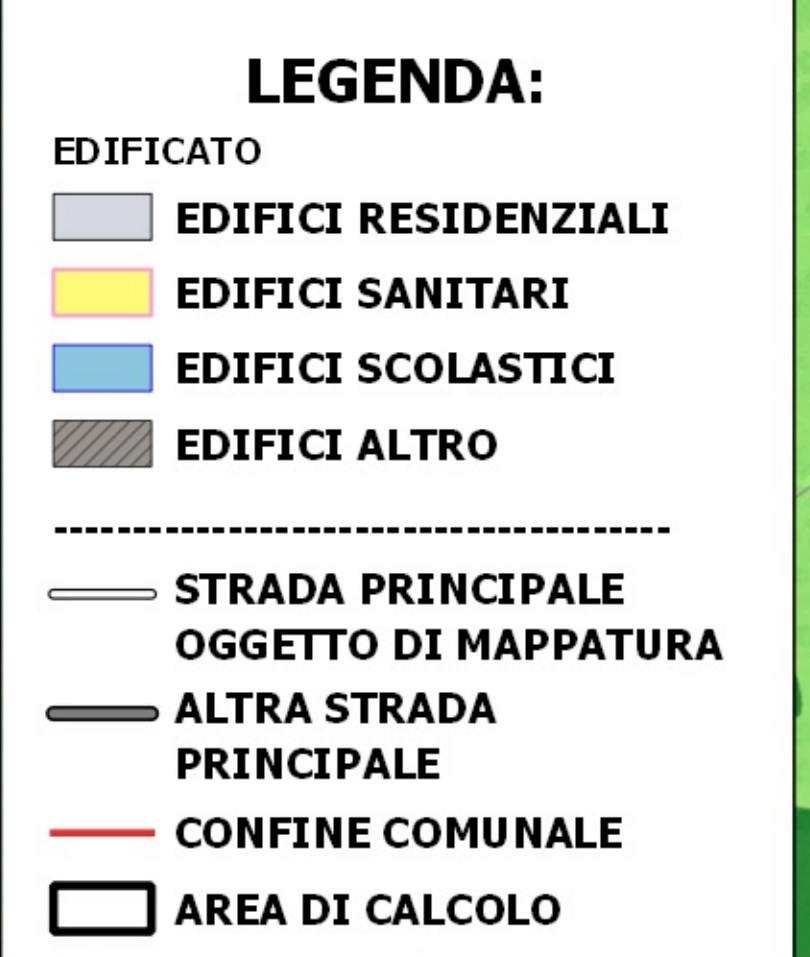 LEGENDA:
EDIFICATO
EDIFICI RESIDENZIALI
EDIFICI SANITARI
EDIFICI SCOLASTICI
EDIFICI ALTRO
---------------------------------------
STRADA PRINCIPALE
OGGETTO DI MAPPATURA
ALTRA STRADA
PRINCIPALE
CONFINE COMUNALE
AREA DI CALCOLO